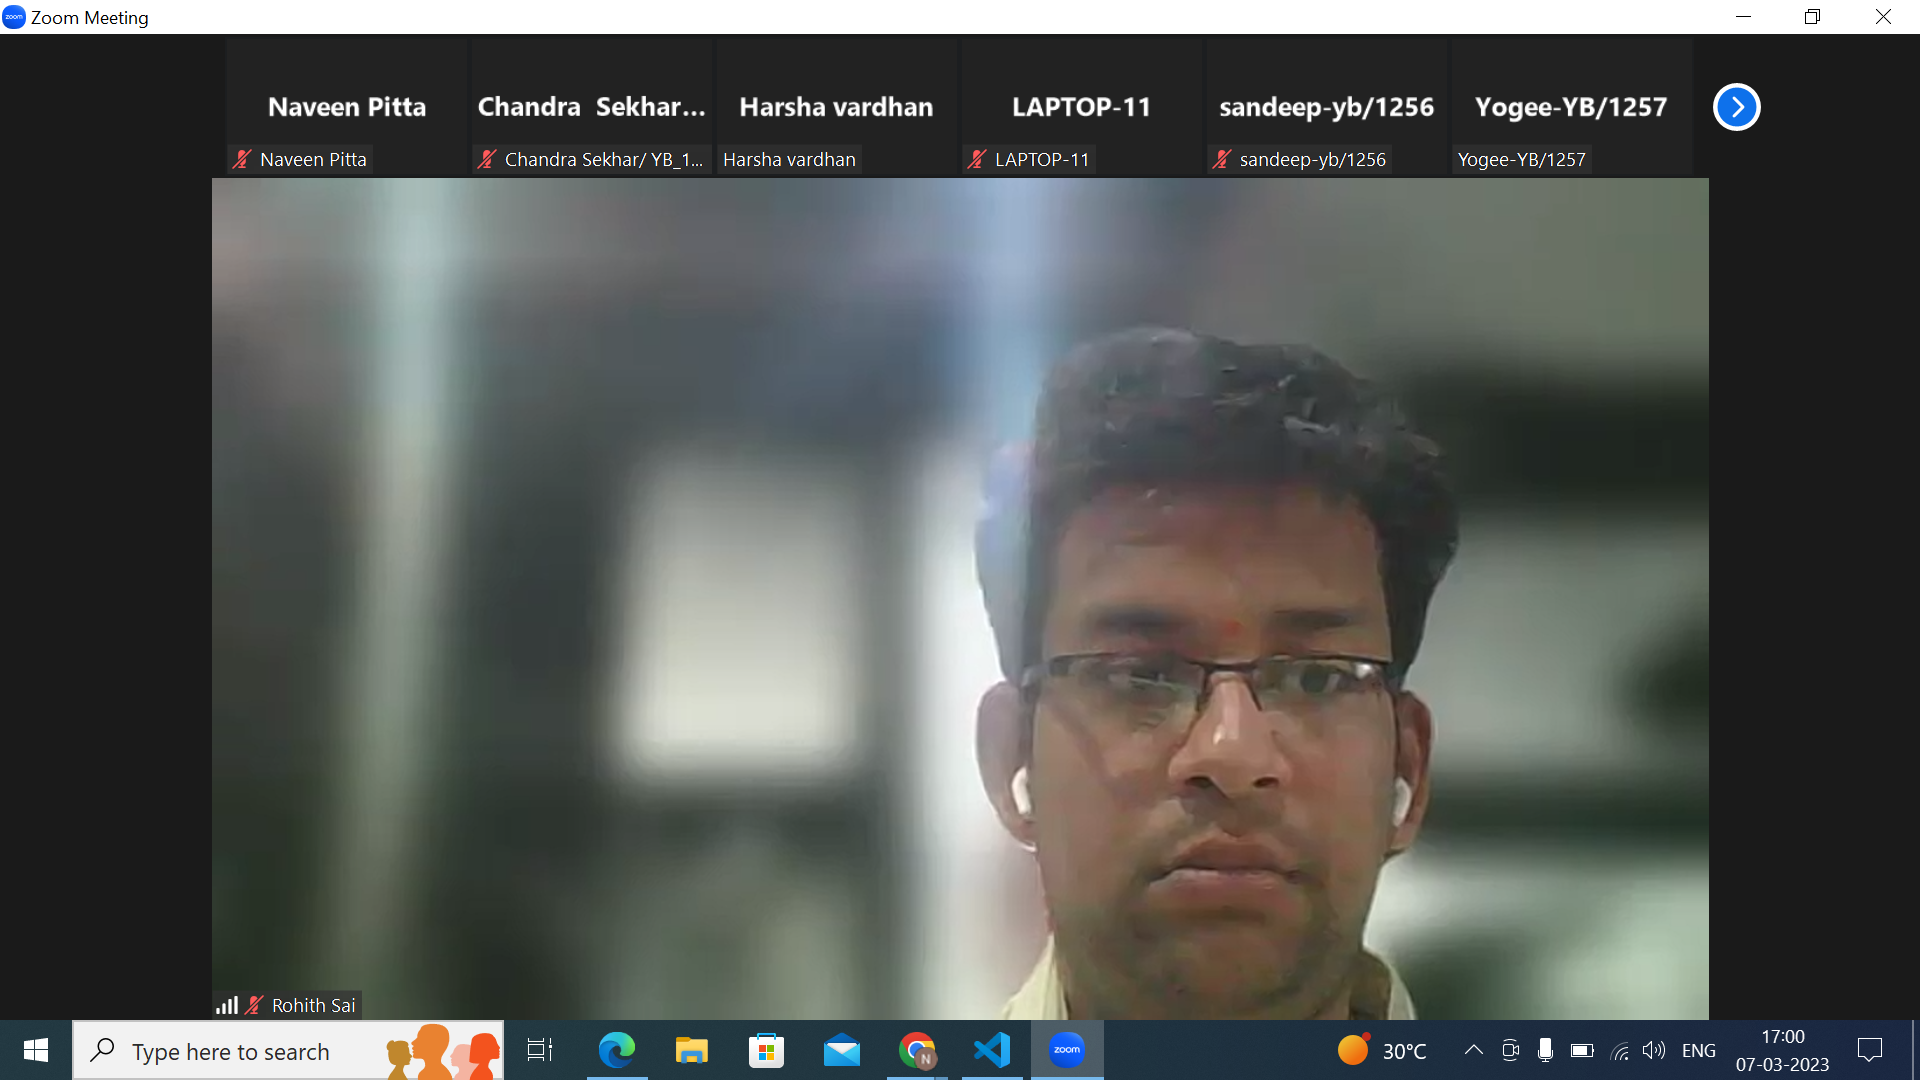 zoom Zoom Meeting
Naveen Pitta
Chandra Sekhar...
Harsha vardhan
LAPTOP-11
sandeep-yb/1256
Yogee-YB/1257
Naveen Pitta
Chandra Sekhar/ YB_1...
Harsha vardhan
LAPTOP-11
sandeep-yb/1256
Yogee-YB/1257
Rohith Sai
Type here to search
N
zoom
30°C
ENG
17:00
07-03-2023